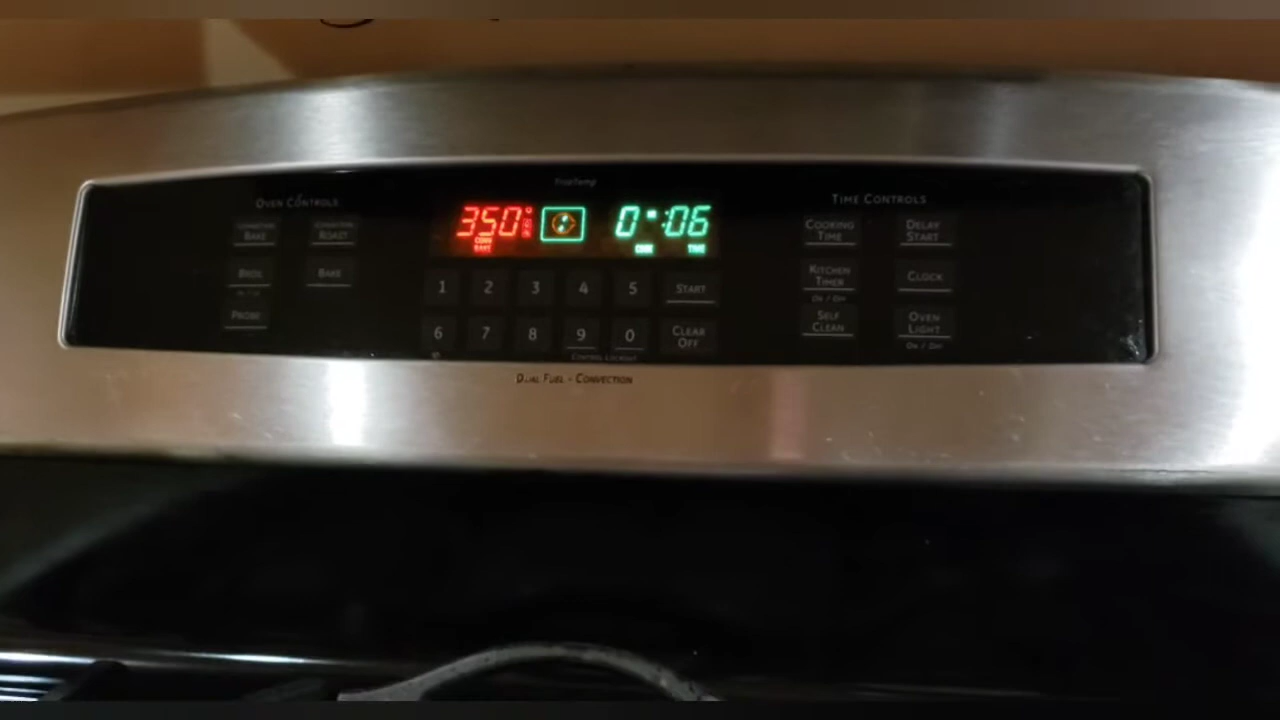 TrueTemp
OVEN CONTROLS
TIME CONTROLS
350°
CONV
BAKE
0:06
COOK
TIME
CONVECTION
BAKE
CONVECTION
ROAST
COOKING
TIME
DELAY
START
BROIL
HI / LO
BAKE
1 2 3 4 5 START
KITCHEN
TIMER
ON / OFF
CLOCK
PROBE
6 7 8 9 0 CLEAR
OFF
CONTROL LOCKOUT
SELF
CLEAN
OVEN
LIGHT
ON / OFF
DUAL FUEL - CONVECTION